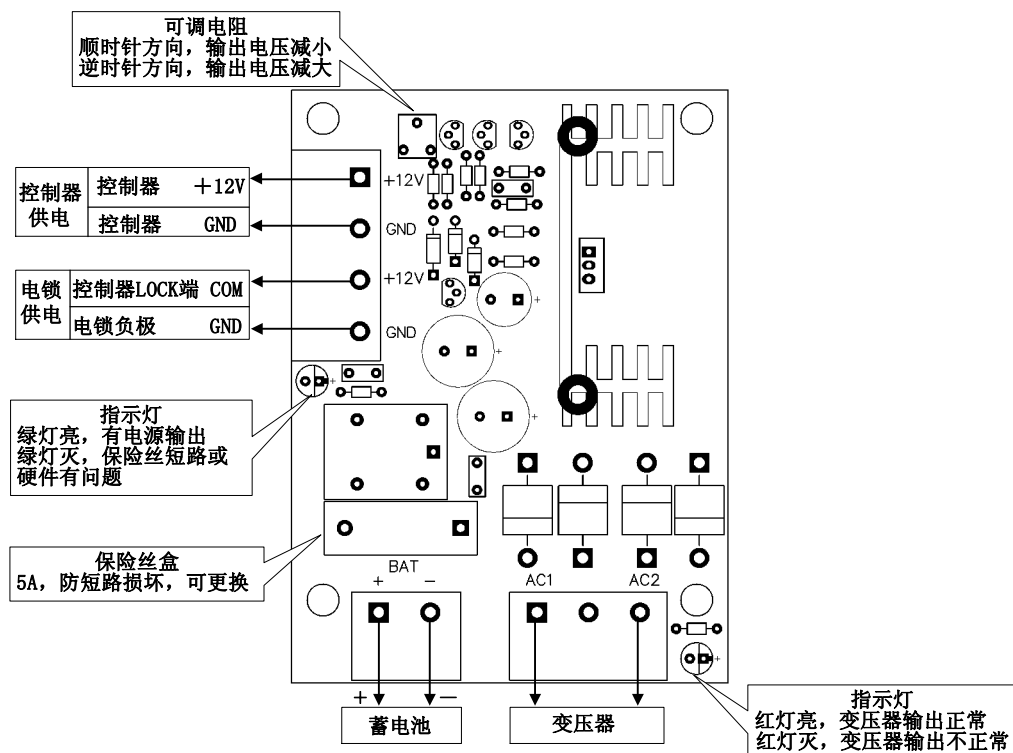 可调电阻
顺时针方向，输出电压减小
逆时针方向，输出电压减大
控制器供电
控制器 ＋12V
控制器 GND
+12V
GND
+12V
GND
电锁供电
控制器LOCK端 COM
电锁负极 GND
+
+
+
+
指示灯
绿灯亮，有电源输出
绿灯灭，保险丝短路或
硬件有问题
保险丝盒
5A，防短路损坏，可更换
BAT
+ −
AC1 AC2
+
+ −
蓄电池
变压器
指示灯
红灯亮，变压器输出正常
红灯灭，变压器输出不正常